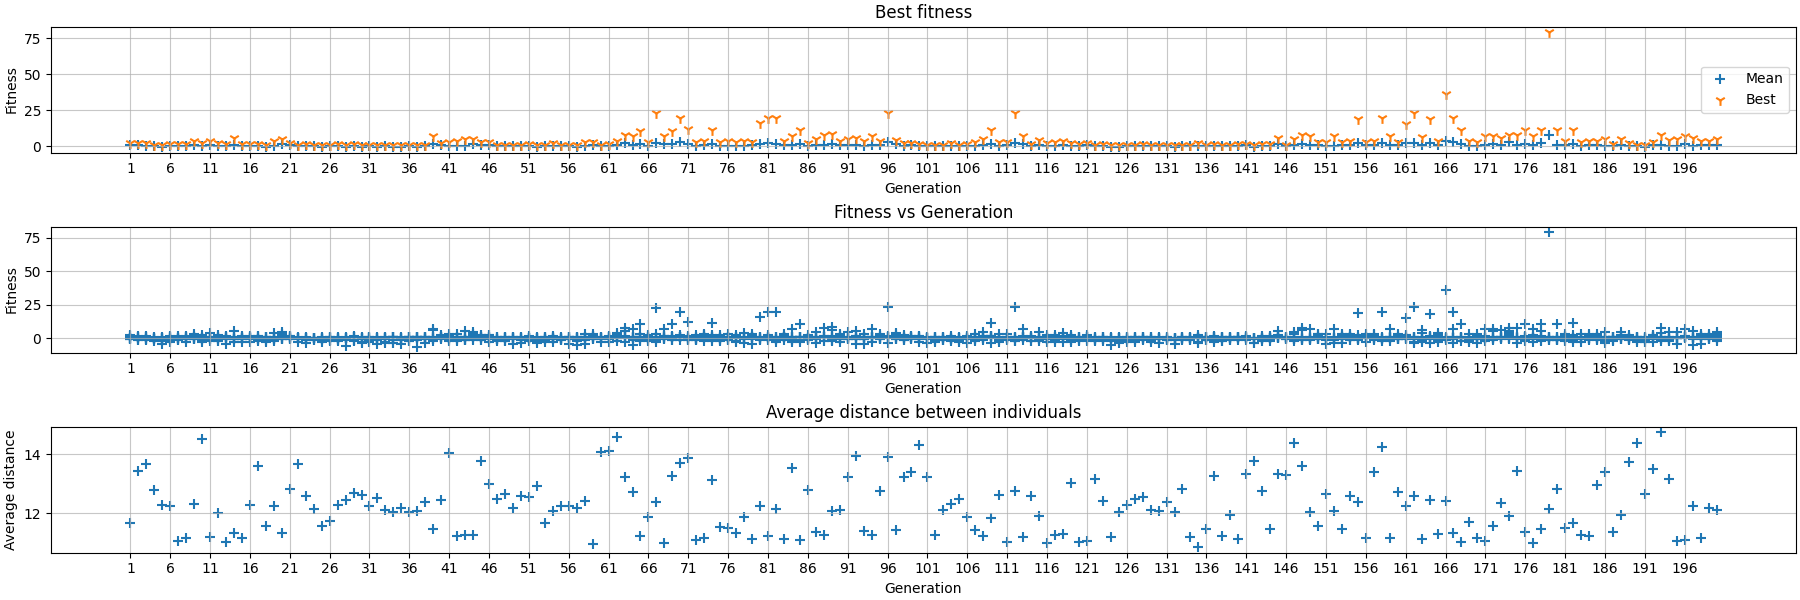 Best fitness
Fitness
75
50
25
0
Mean
Best
1 6 11 16 21 26 31 36 41 46 51 56 61 66 71 76 81 86 91 96 101 106 111 116 121 126 131 136 141 146 151 156 161 166 171 176 181 186 191 196
Generation
Fitness vs Generation
Fitness
75
50
25
0
1 6 11 16 21 26 31 36 41 46 51 56 61 66 71 76 81 86 91 96 101 106 111 116 121 126 131 136 141 146 151 156 161 166 171 176 181 186 191 196
Generation
Average distance between individuals
Average distance
14
12
1 6 11 16 21 26 31 36 41 46 51 56 61 66 71 76 81 86 91 96 101 106 111 116 121 126 131 136 141 146 151 156 161 166 171 176 181 186 191 196
Generation